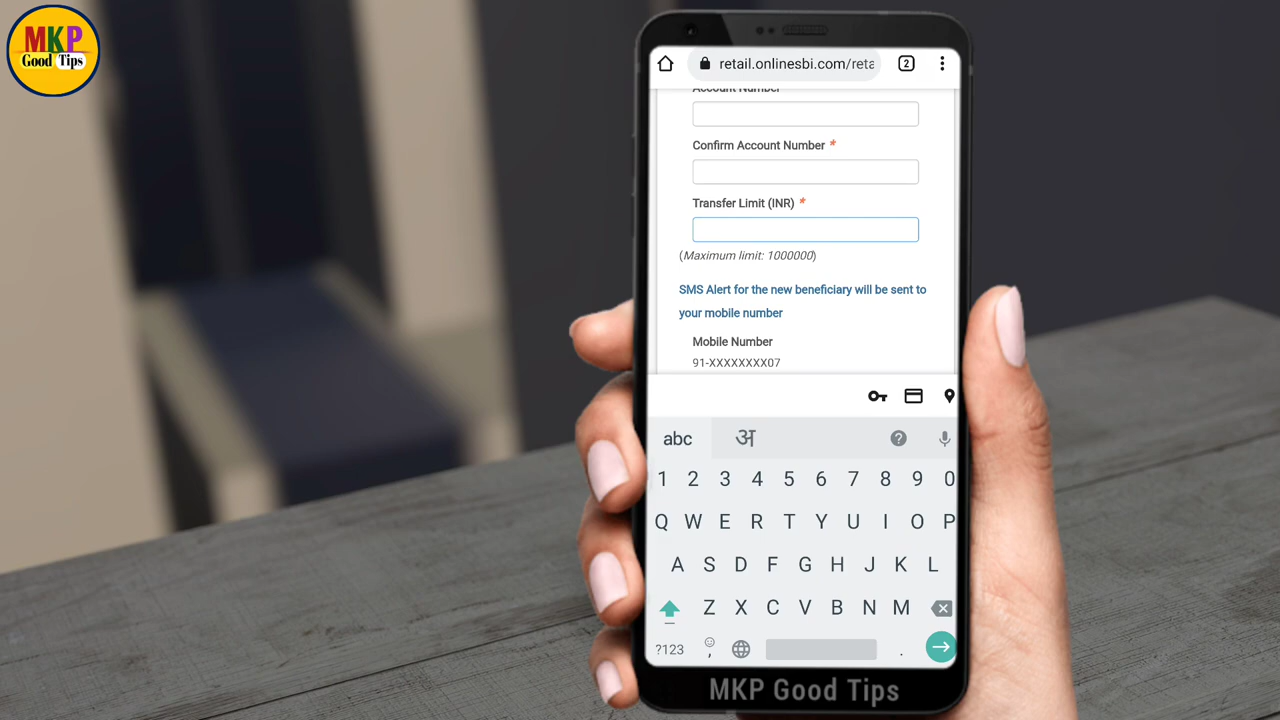 MKP
Good Tips
retail.onlinesbi.com/reta
2
Account Number
Confirm Account Number *
Transfer Limit (INR) *
(Maximum limit: 1000000)
SMS Alert for the new beneficiary will be sent to
your mobile number
Mobile Number
91-XXXXXXXX07
abc अ ?
1 2 3 4 5 6 7 8 9 0
Q W E R T Y U I O P
A S D F G H J K L
Z X C V B N M
?123 , .
MKP Good Tips